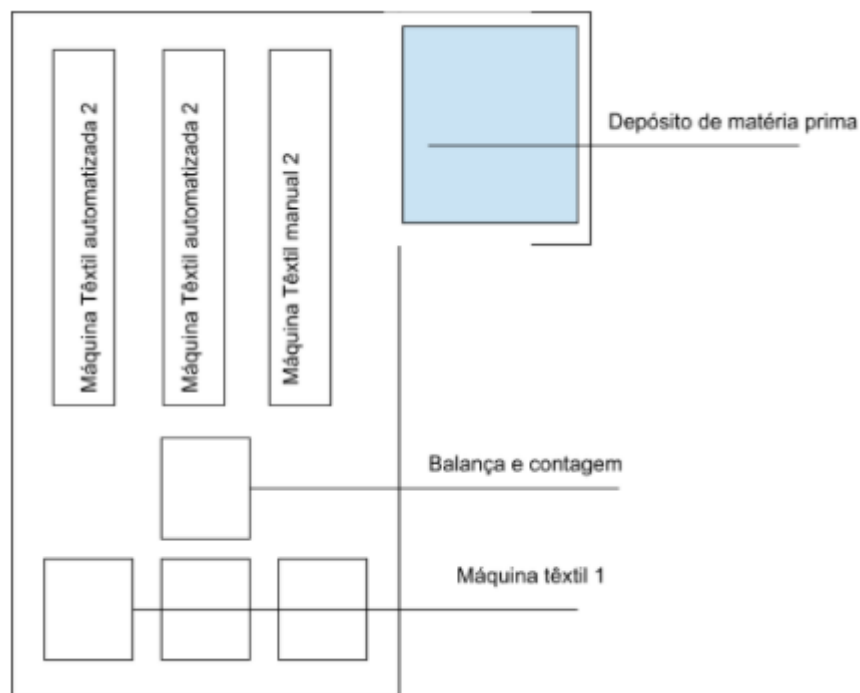 Máquina Têxtil automatizada 2
Máquina Têxtil automatizada 2
Máquina Têxtil manual 2
Depósito de matéria prima
Balança e contagem
Máquina têxtil 1